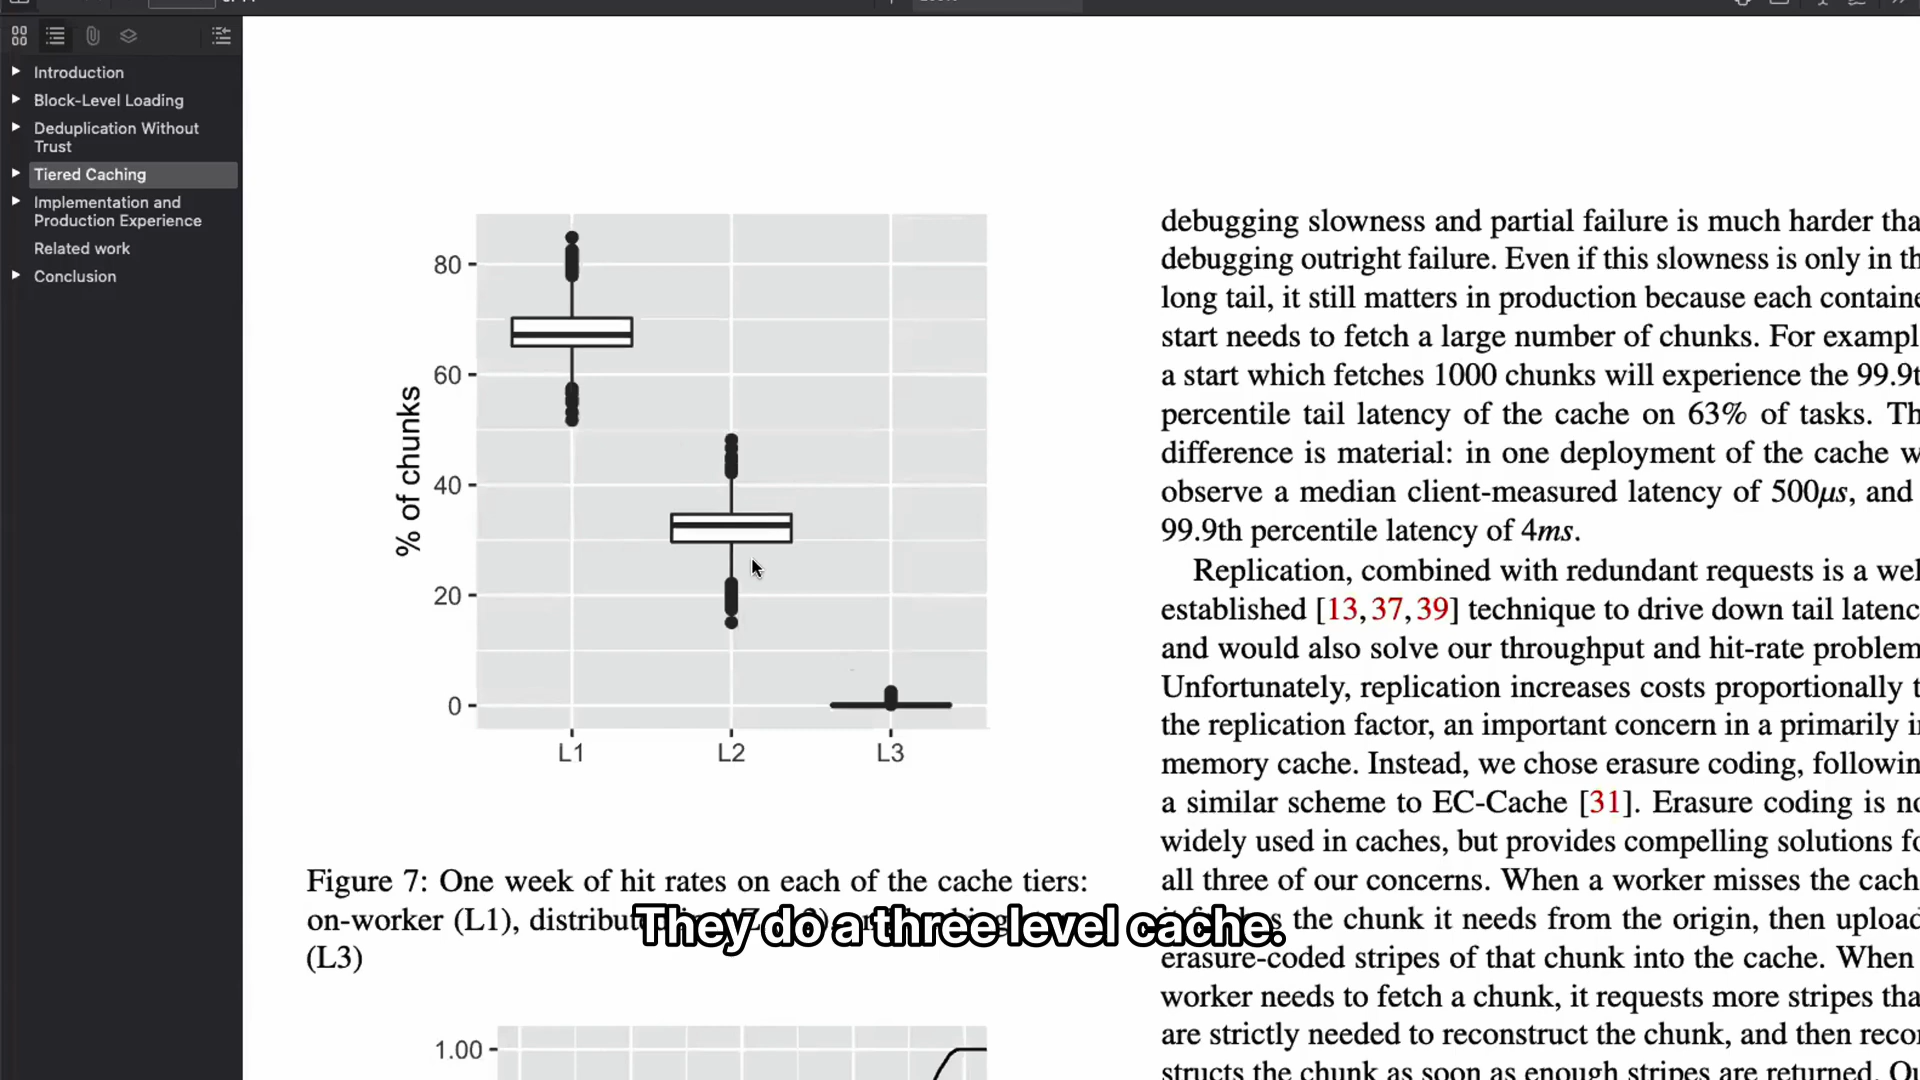 Introduction
Block-Level Loading
Deduplication Without
Trust
Tiered Caching
Implementation and
Production Experience
Related work
Conclusion
% of chunks
80
60
40
20
0
L1
L2
L3
Figure 7: One week of hit rates on each of the cache tiers:
on-worker (L1),
(L3)
They do a three level cache.
1.00
debugging slowness and partial failure is much harder tha
debugging outright failure. Even if this slowness is only in th
long tail, it still matters in production because each containe
start needs to fetch a large number of chunks. For exampl
a start which fetches 1000 chunks will experience the 99.9t
percentile tail latency of the cache on 63% of tasks. Th
difference is material: in one deployment of the cache w
observe a median client-measured latency of 500μs, and
99.9th percentile latency of 4ms.
Replication, combined with redundant requests is a wel
established [13,37,39] technique to drive down tail latenc
and would also solve our throughput and hit-rate problem
Unfortunately, replication increases costs proportionally t
the replication factor, an important concern in a primarily i
memory cache. Instead, we chose erasure coding, followin
a similar scheme to EC-Cache [31]. Erasure coding is no
widely used in caches, but provides compelling solutions fo
all three of our concerns. When a worker misses the cach
the chunk it needs from the origin, then upload
erasure-coded stripes of that chunk into the cache. When
worker needs to fetch a chunk, it requests more stripes tha
are strictly needed to reconstruct the chunk, and then recon
structs the chunk as soon as enough stripes are returned.